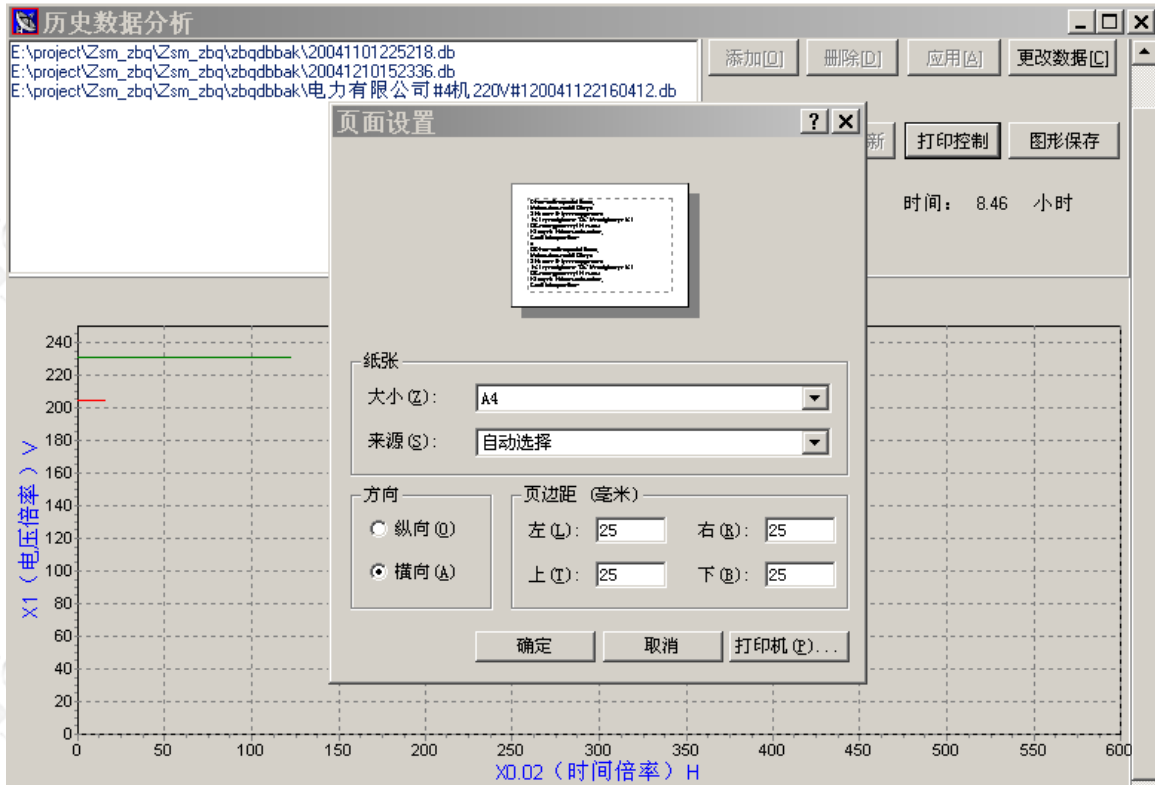 历史数据分析
E:\project\Zsm_zbq\Zsm_zbq\zbqdbbak\20041101225218.db
E:\project\Zsm_zbq\Zsm_zbq\zbqdbbak\20041210152336.db
E:\project\Zsm_zbq\Zsm_zbq\zbqdbbak\电力有限公司#4机220V#120041122160412.db
添加[O] 删除[D] 应用[A] 更改数据[C]
新 打印控制 图形保存
时间： 8.46 小时
页面设置
纸张
大小(Z): A4
来源(S): 自动选择
方向
纵向(O)
横向(A)
页边距 (毫米)
左(L): 25 右(R): 25
上(T): 25 下(B): 25
确定 取消 打印机(P)...
X1（电压倍率）V
240
220
200
180
160
140
120
100
80
60
40
20
0
0 50 100 150 200 250 300 350 400 450 500 550 600
X0.02（时间倍率）H